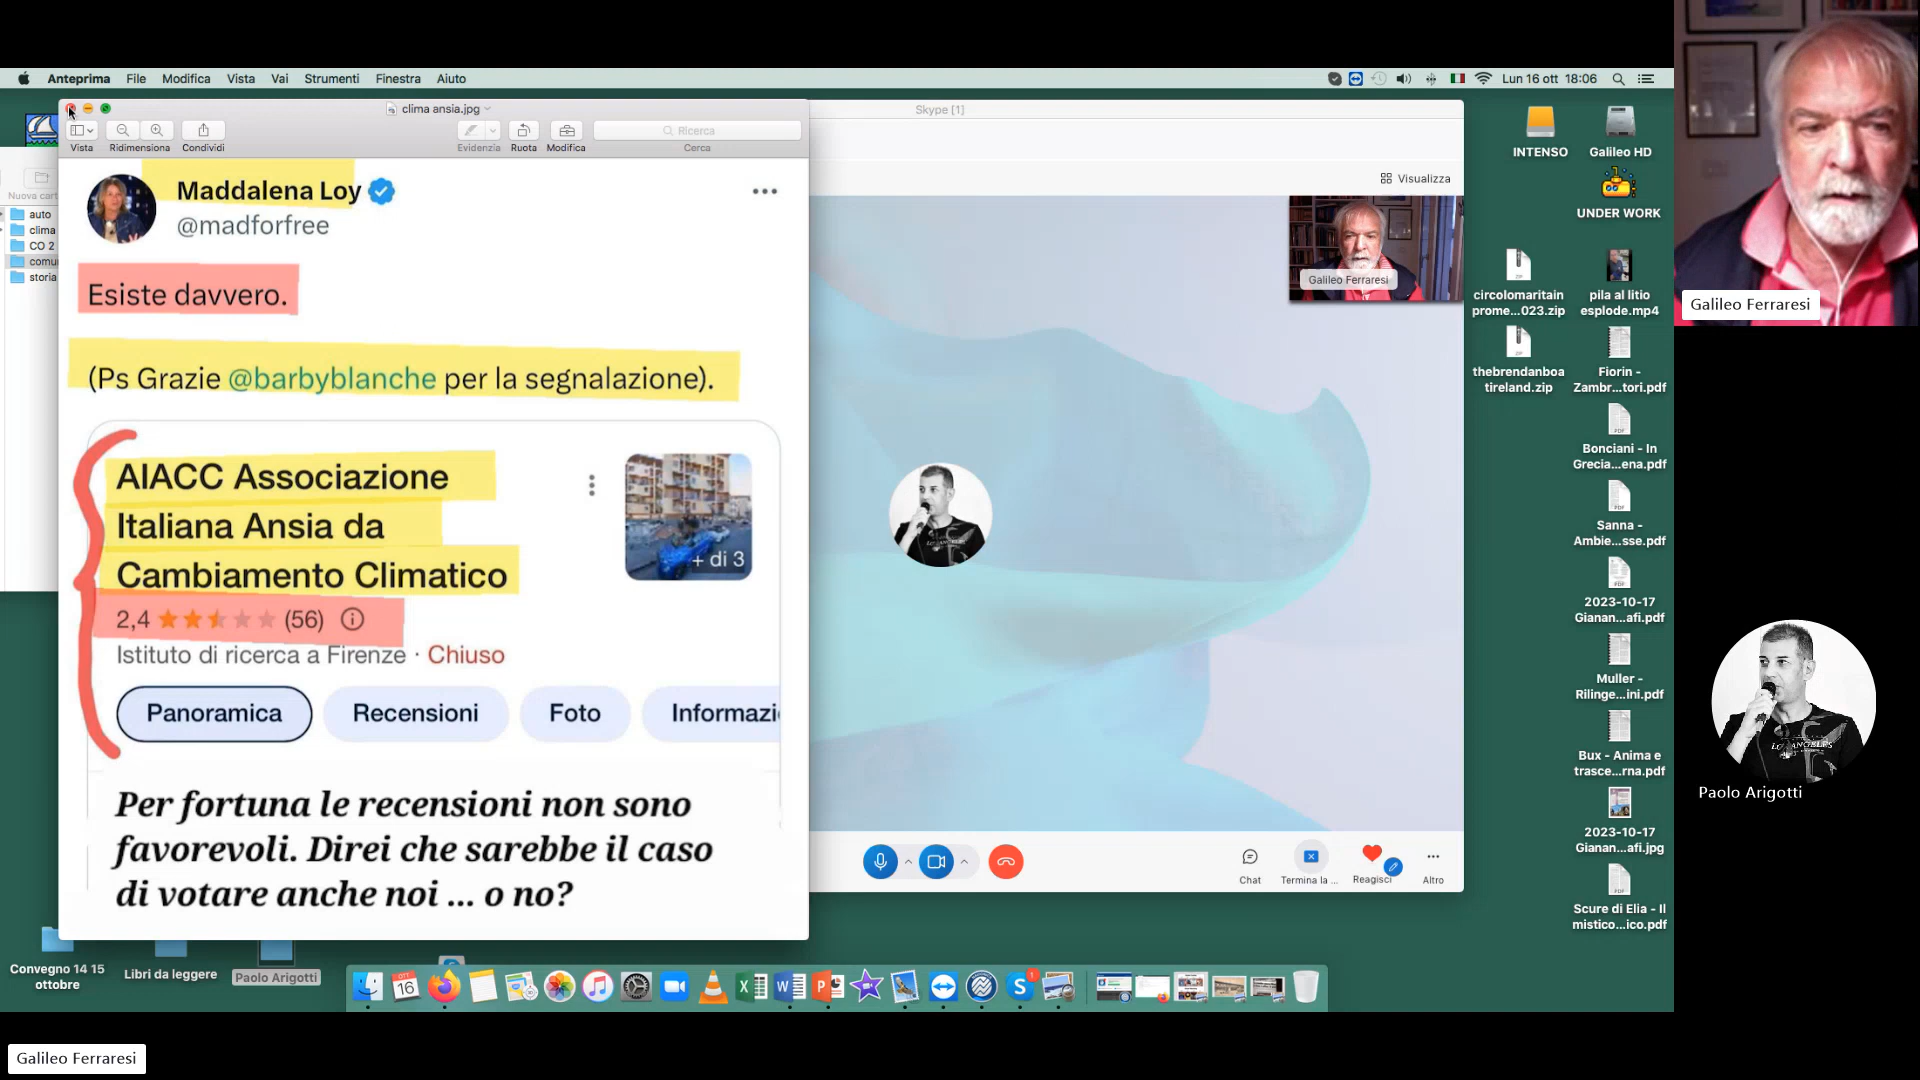 Anteprima File Modifica Vista Vai Strumenti Finestra Aiuto
Lun 16 ott 18:06
clima ansia.jpg
Skype [1]
Ricerca
Vista Ridimensiona Condividi
Evidenzia Ruota Modifica Cerca
Visualizza
Nuova cart
auto
clima
CO 2
comu
storia
Maddalena Loy
@madforfree
Esiste davvero.
(Ps Grazie @barbyblanche per la segnalazione).
AIACC Associazione
Italiana Ansia da
Cambiamento Climatico
+ di 3
2,4 (56)
Istituto di ricerca a Firenze · Chiuso
Panoramica Recensioni Foto Informazi
Per fortuna le recensioni non sono
favorevoli. Direi che sarebbe il caso
di votare anche noi ... o no?
Galileo Ferraresi
Chat Termina la ... Reagisci Altro
INTENSO
Galileo HD
UNDER WORK
circolomaritain
prome...023.zip
pila al litio
esplode.mp4
thebrendanboa
tireland.zip
Fiorin -
Zambr...tori.pdf
Bonciani - In
Grecia...ena.pdf
Sanna -
Ambie...sse.pdf
2023-10-17
Gianan...afi.pdf
Muller -
Rilinge...ini.pdf
Bux - Anima e
trasce...rna.pdf
2023-10-17
Gianan...afi.jpg
Scure di Elia - Il
mistico...ico.pdf
Convegno 14 15
ottobre
Libri da leggere
Paolo Arigotti
OTT
16
1
Galileo Ferraresi
LOS ANGELES
Paolo Arigotti
Galileo Ferraresi